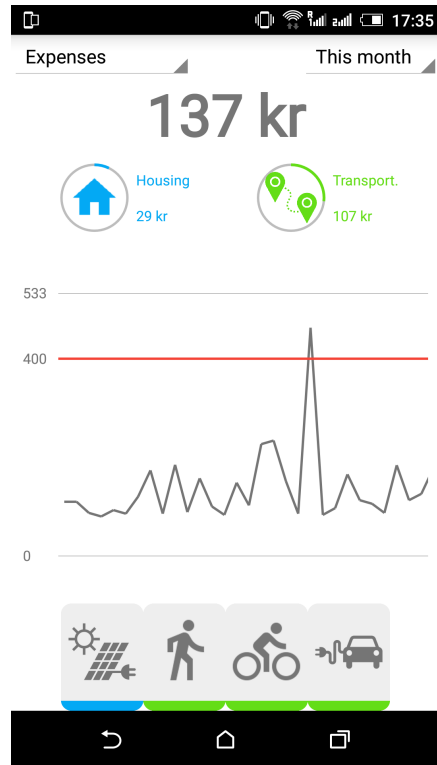 17:35
Expenses
This month
137 kr
Housing
29 kr
Transport.
107 kr
533
400
0